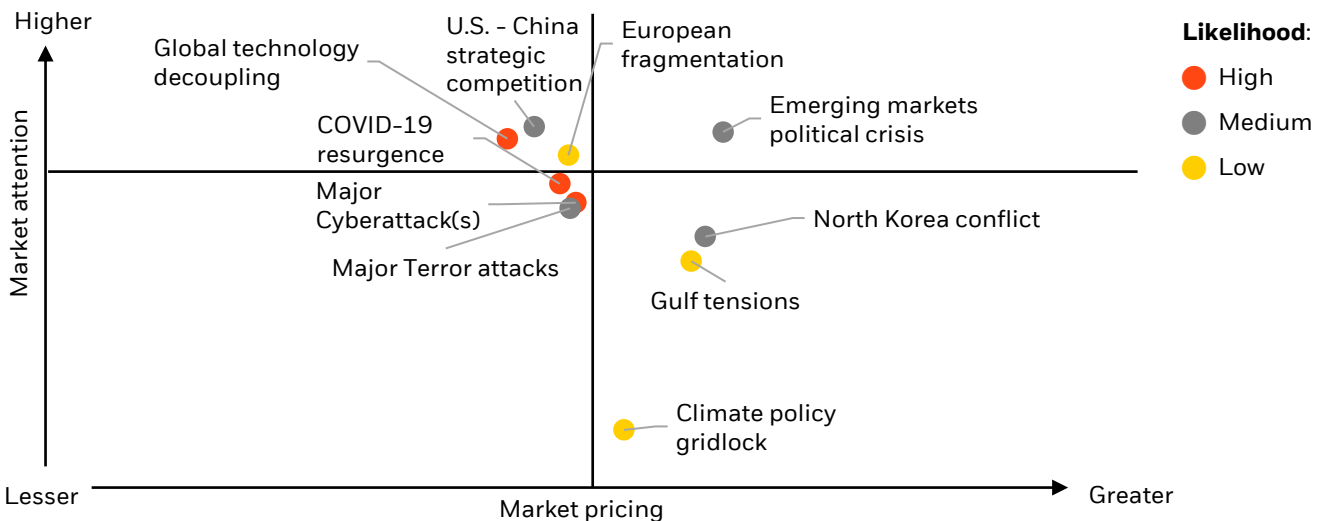 Higher
U.S. - China
strategic
competition
European
fragmentation
Likelihood:
Global technology
decoupling
High
Emerging markets
political crisis
Medium
COVID-19
resurgence
Low
Market attention
Major
Cyberattack(s)
North Korea conflict
Major Terror attacks
Gulf tensions
Climate policy
gridlock
Lesser
Market pricing
Greater